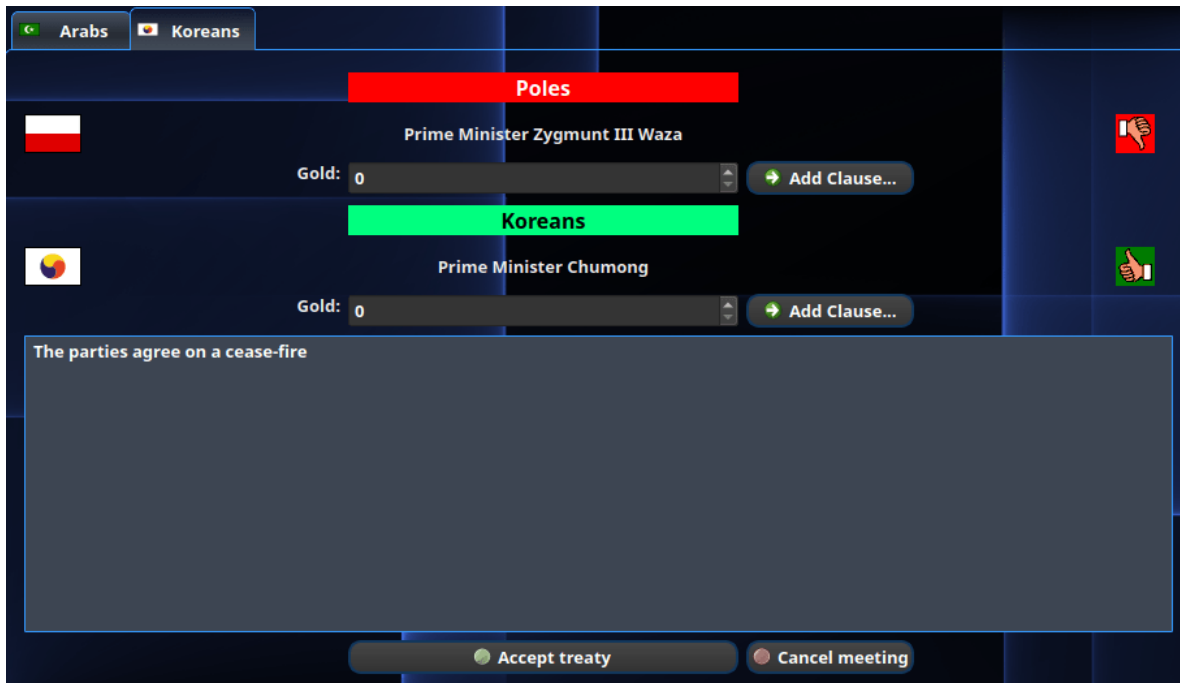 Arabs
Koreans
Poles
Prime Minister Zygmunt III Waza
Gold: 0
Add Clause...
Koreans
Prime Minister Chumong
Gold: 0
Add Clause...
The parties agree on a cease-fire
Accept treaty
Cancel meeting